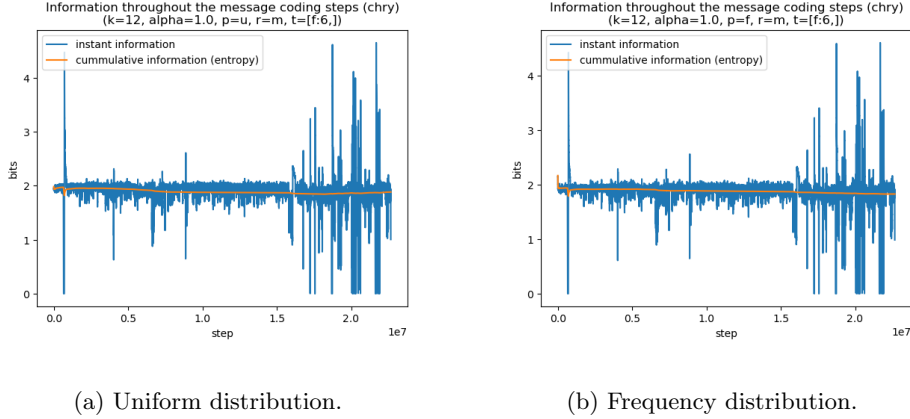 Information throughout the message coding steps (chry)
(k=12, alpha=1.0, p=u, r=m, t=[f:6,])
instant information
cummulative information (entropy)
4
3
2
1
0
bits
0.0
0.5
1.0
1.5
2.0
1e7
step
(a) Uniform distribution.
Information throughout the message coding steps (chry)
(k=12, alpha=1.0, p=f, r=m, t=[f:6,])
instant information
cummulative information (entropy)
4
3
2
1
0
bits
0.0
0.5
1.0
1.5
2.0
1e7
step
(b) Frequency distribution.